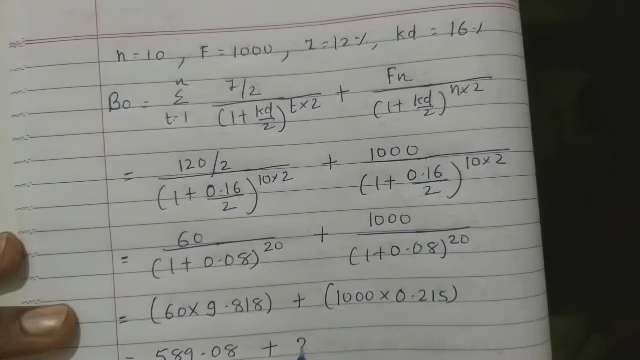 n=10 , F=1000 , I=12% , kd=16%
B0 = n Σ t-1 I/2 / (1+kd/2)^t×2 + Fn / (1+kd/2)^n×2
= 120/2 / (1+0.16/2)^10×2 + 1000 / (1+0.16/2)^10×2
= 60 / (1+0.08)^20 + 1000 / (1+0.08)^20
= (60×9.818) + (1000×0.215)
= 589.08 + ?